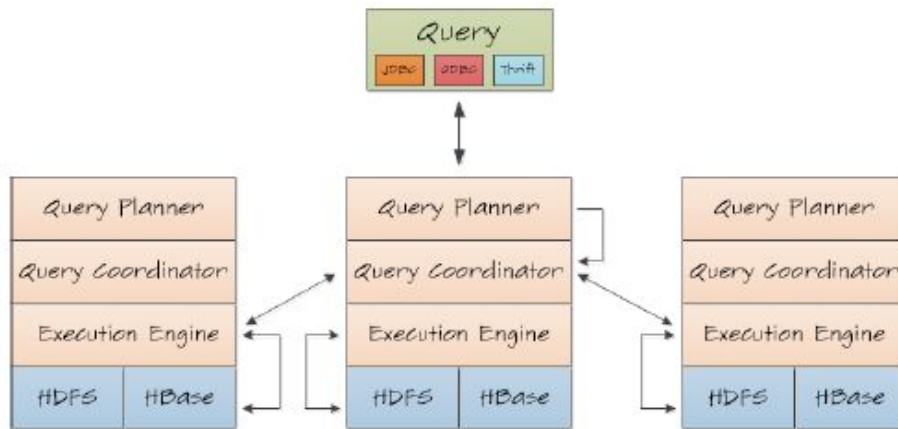 Query
JDBC ODBC Thrift
Query Planner
Query Coordinator
Execution Engine
HDFS HBase
Query Planner
Query Coordinator
Execution Engine
HDFS HBase
Query Planner
Query Coordinator
Execution Engine
HDFS HBase